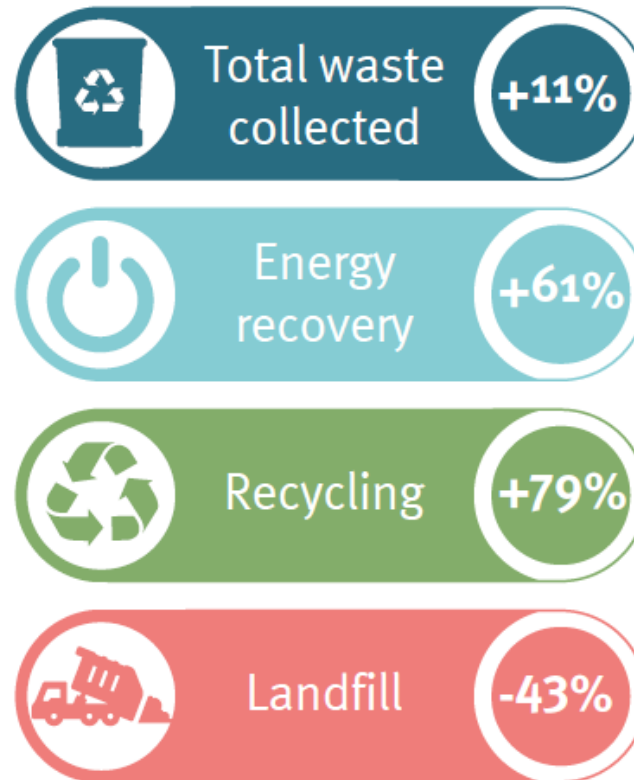 Total waste
collected
+11%
Energy
recovery
+61%
Recycling
+79%
Landfill
-43%